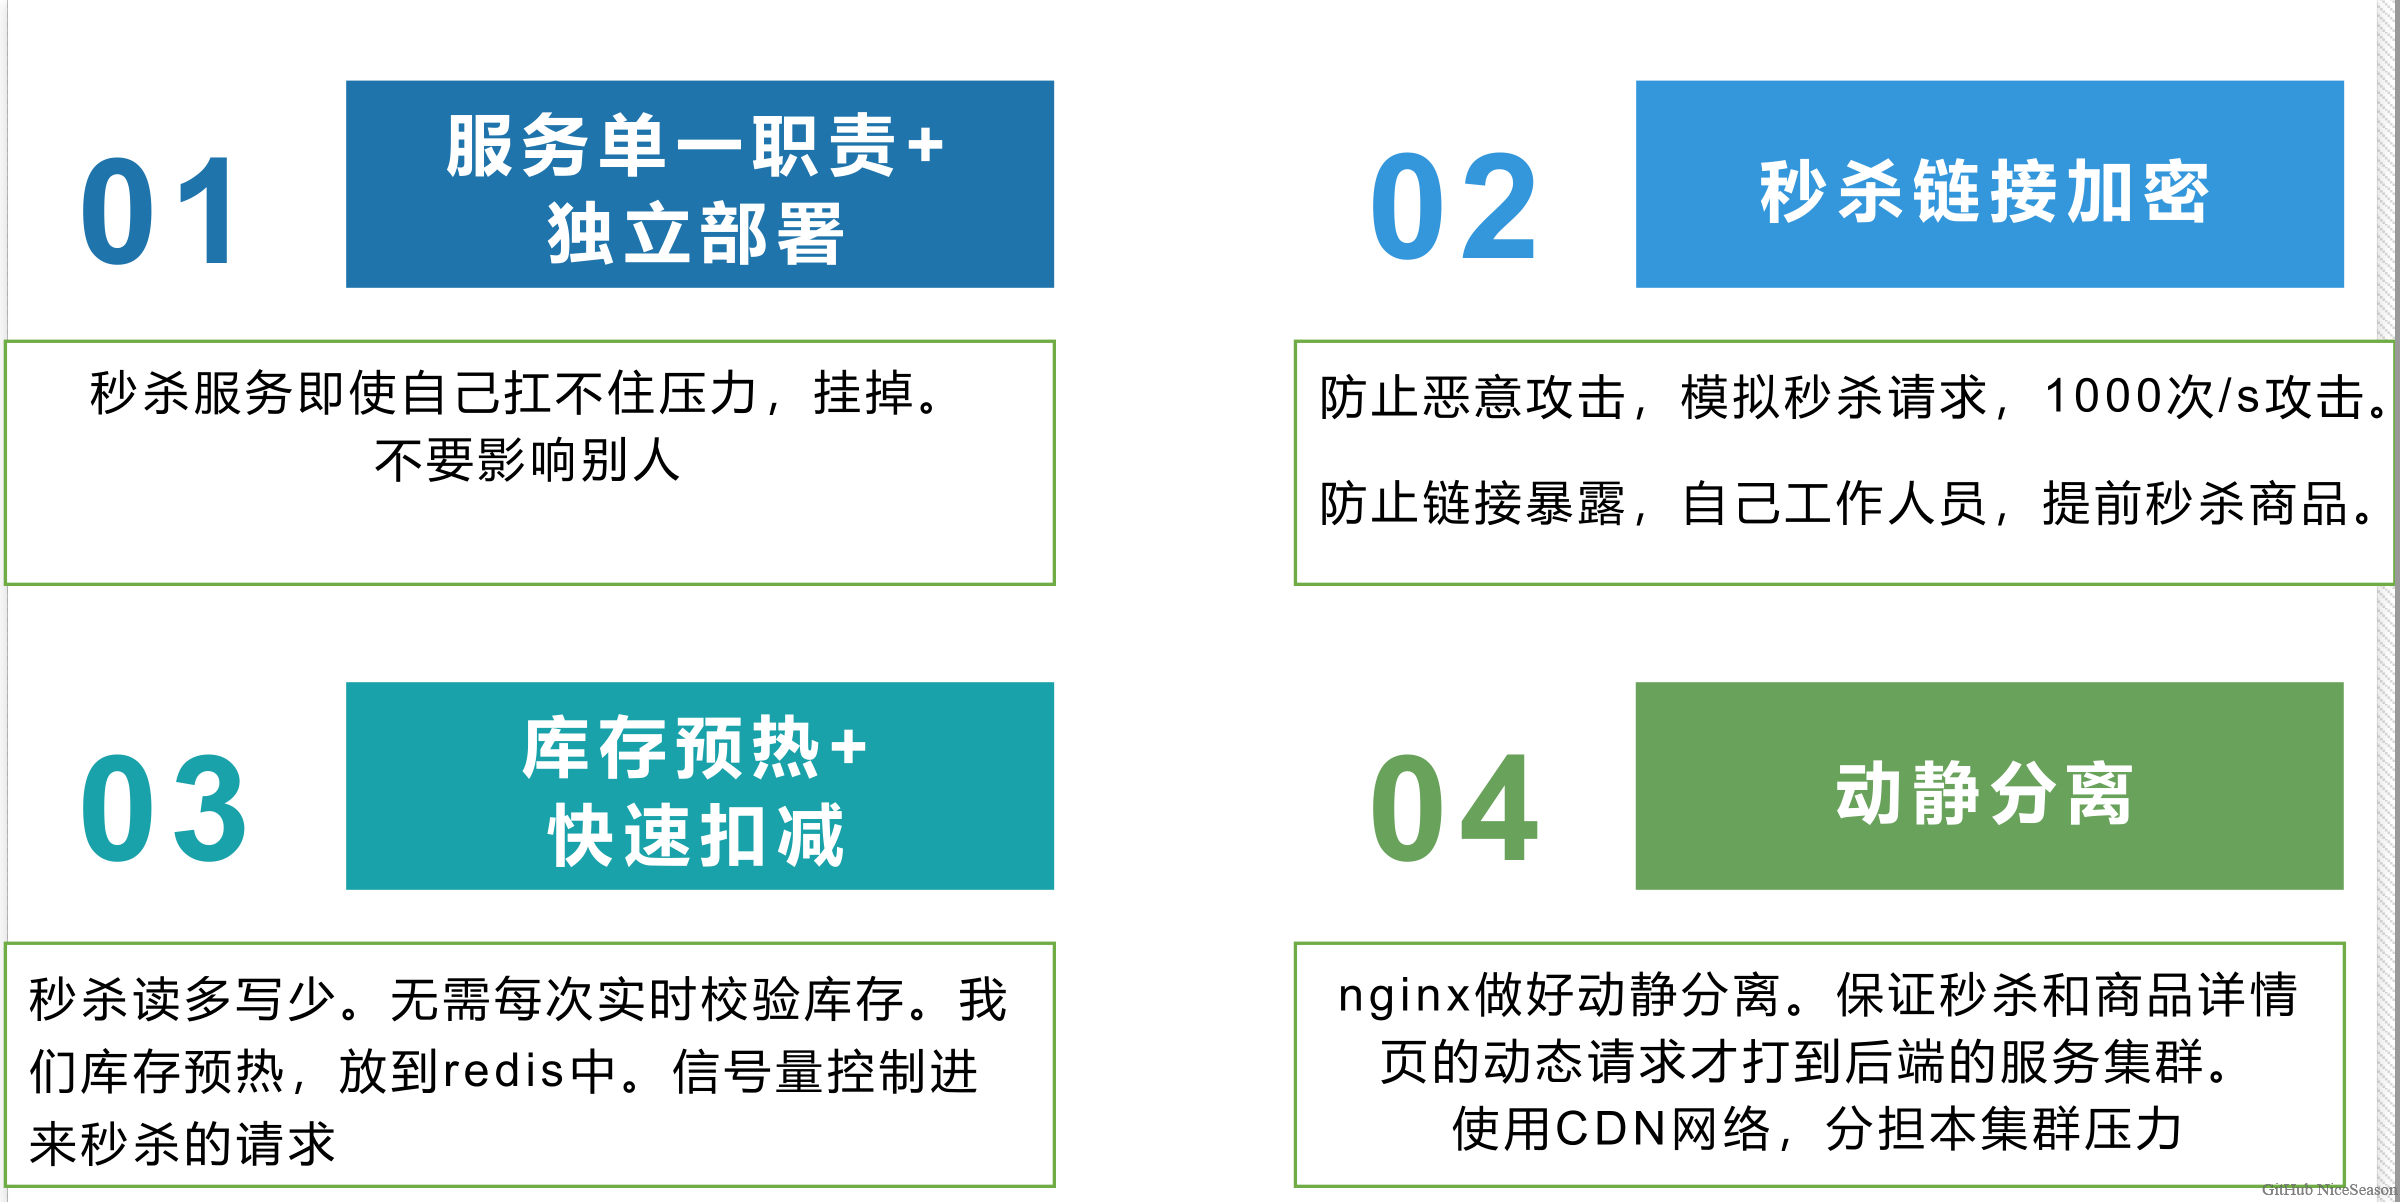 01
服务单一职责+
独立部署
秒杀服务即使自己扛不住压力，挂掉。
不要影响别人
02
秒杀链接加密
防止恶意攻击，模拟秒杀请求，1000次/s攻击。
防止链接暴露，自己工作人员，提前秒杀商品。
03
库存预热+
快速扣减
秒杀读多写少。无需每次实时校验库存。我
们库存预热，放到redis中。信号量控制进
来秒杀的请求
04
动静分离
nginx做好动静分离。保证秒杀和商品详情
页的动态请求才打到后端的服务集群。
使用CDN网络，分担本集群压力
GitHub NiceSeason